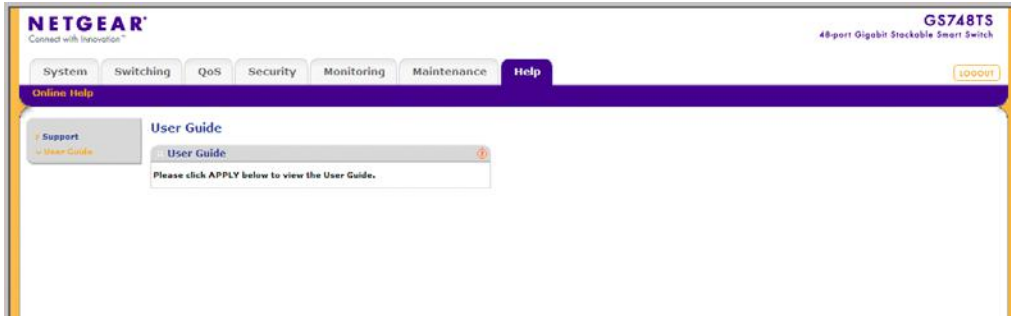 NETGEAR®
Connect with Innovation™
GS748TS
48-port Gigabit Stackable Smart Switch
System Switching QoS Security Monitoring Maintenance Help
LOGOUT
Online Help
Support
User Guide
User Guide
User Guide
Please click APPLY below to view the User Guide.